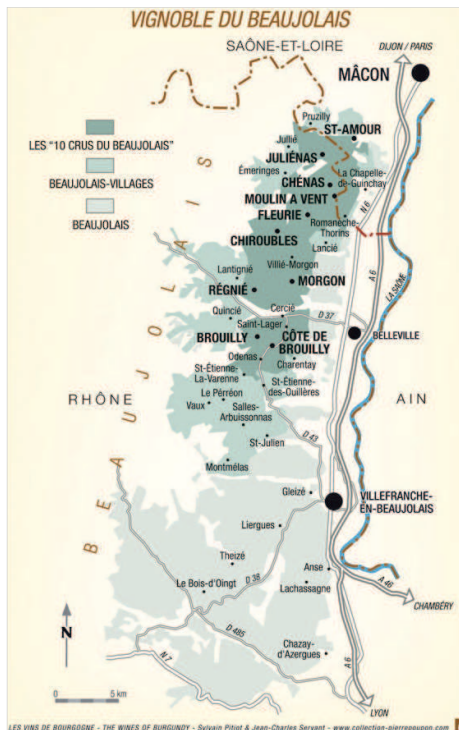 VIGNOBLE DU BEAUJOLAIS
SAÔNE-ET-LOIRE
DIJON / PARIS
MÂCON
Pruzilly
ST-AMOUR
LES “10 CRUS DU BEAUJOLAIS”
Jullié
JULIÉNAS
Émeringes
La Chapelle-
de-Guinchay
BEAUJOLAIS-VILLAGES
CHÉNAS
MOULIN A VENT
N 6
BEAUJOLAIS
FLEURIE
Romanèche-
Thorins
CHIROUBLES
Lancié
Villié-Morgon
A 6
LA SAÔNE
Lantignié
MORGON
RÉGNIÉ
Cercié
D 37
Quincié
Saint-Lager
BELLEVILLE
BROUILLY
CÔTE DE
BROUILLY
Odenas
Charentay
St-Étienne-
La-Varenne
St-Étienne-
des-Ouillères
RHÔNE
AIN
Le Pérréon
Vaux
Salles-
Arbuissonnas
D 43
St-Julien
Montmélas
BEAUJOLAIS
Gleizé
VILLEFRANCHE-
EN-BEAUJOLAIS
Liergues
Theizé
Anse
D 38
A 46
Le Bois-d'Oingt
Lachassagne
CHAMBÉRY
N
D 485
Chazay-
d'Azergues
N 7
A 6
0 5 km
LYON
LES VINS DE BOURGOGNE - THE WINES OF BURGUNDY - Sylvain Pitiot & Jean-Charles Servant - www.collection-pierrepoupon.com